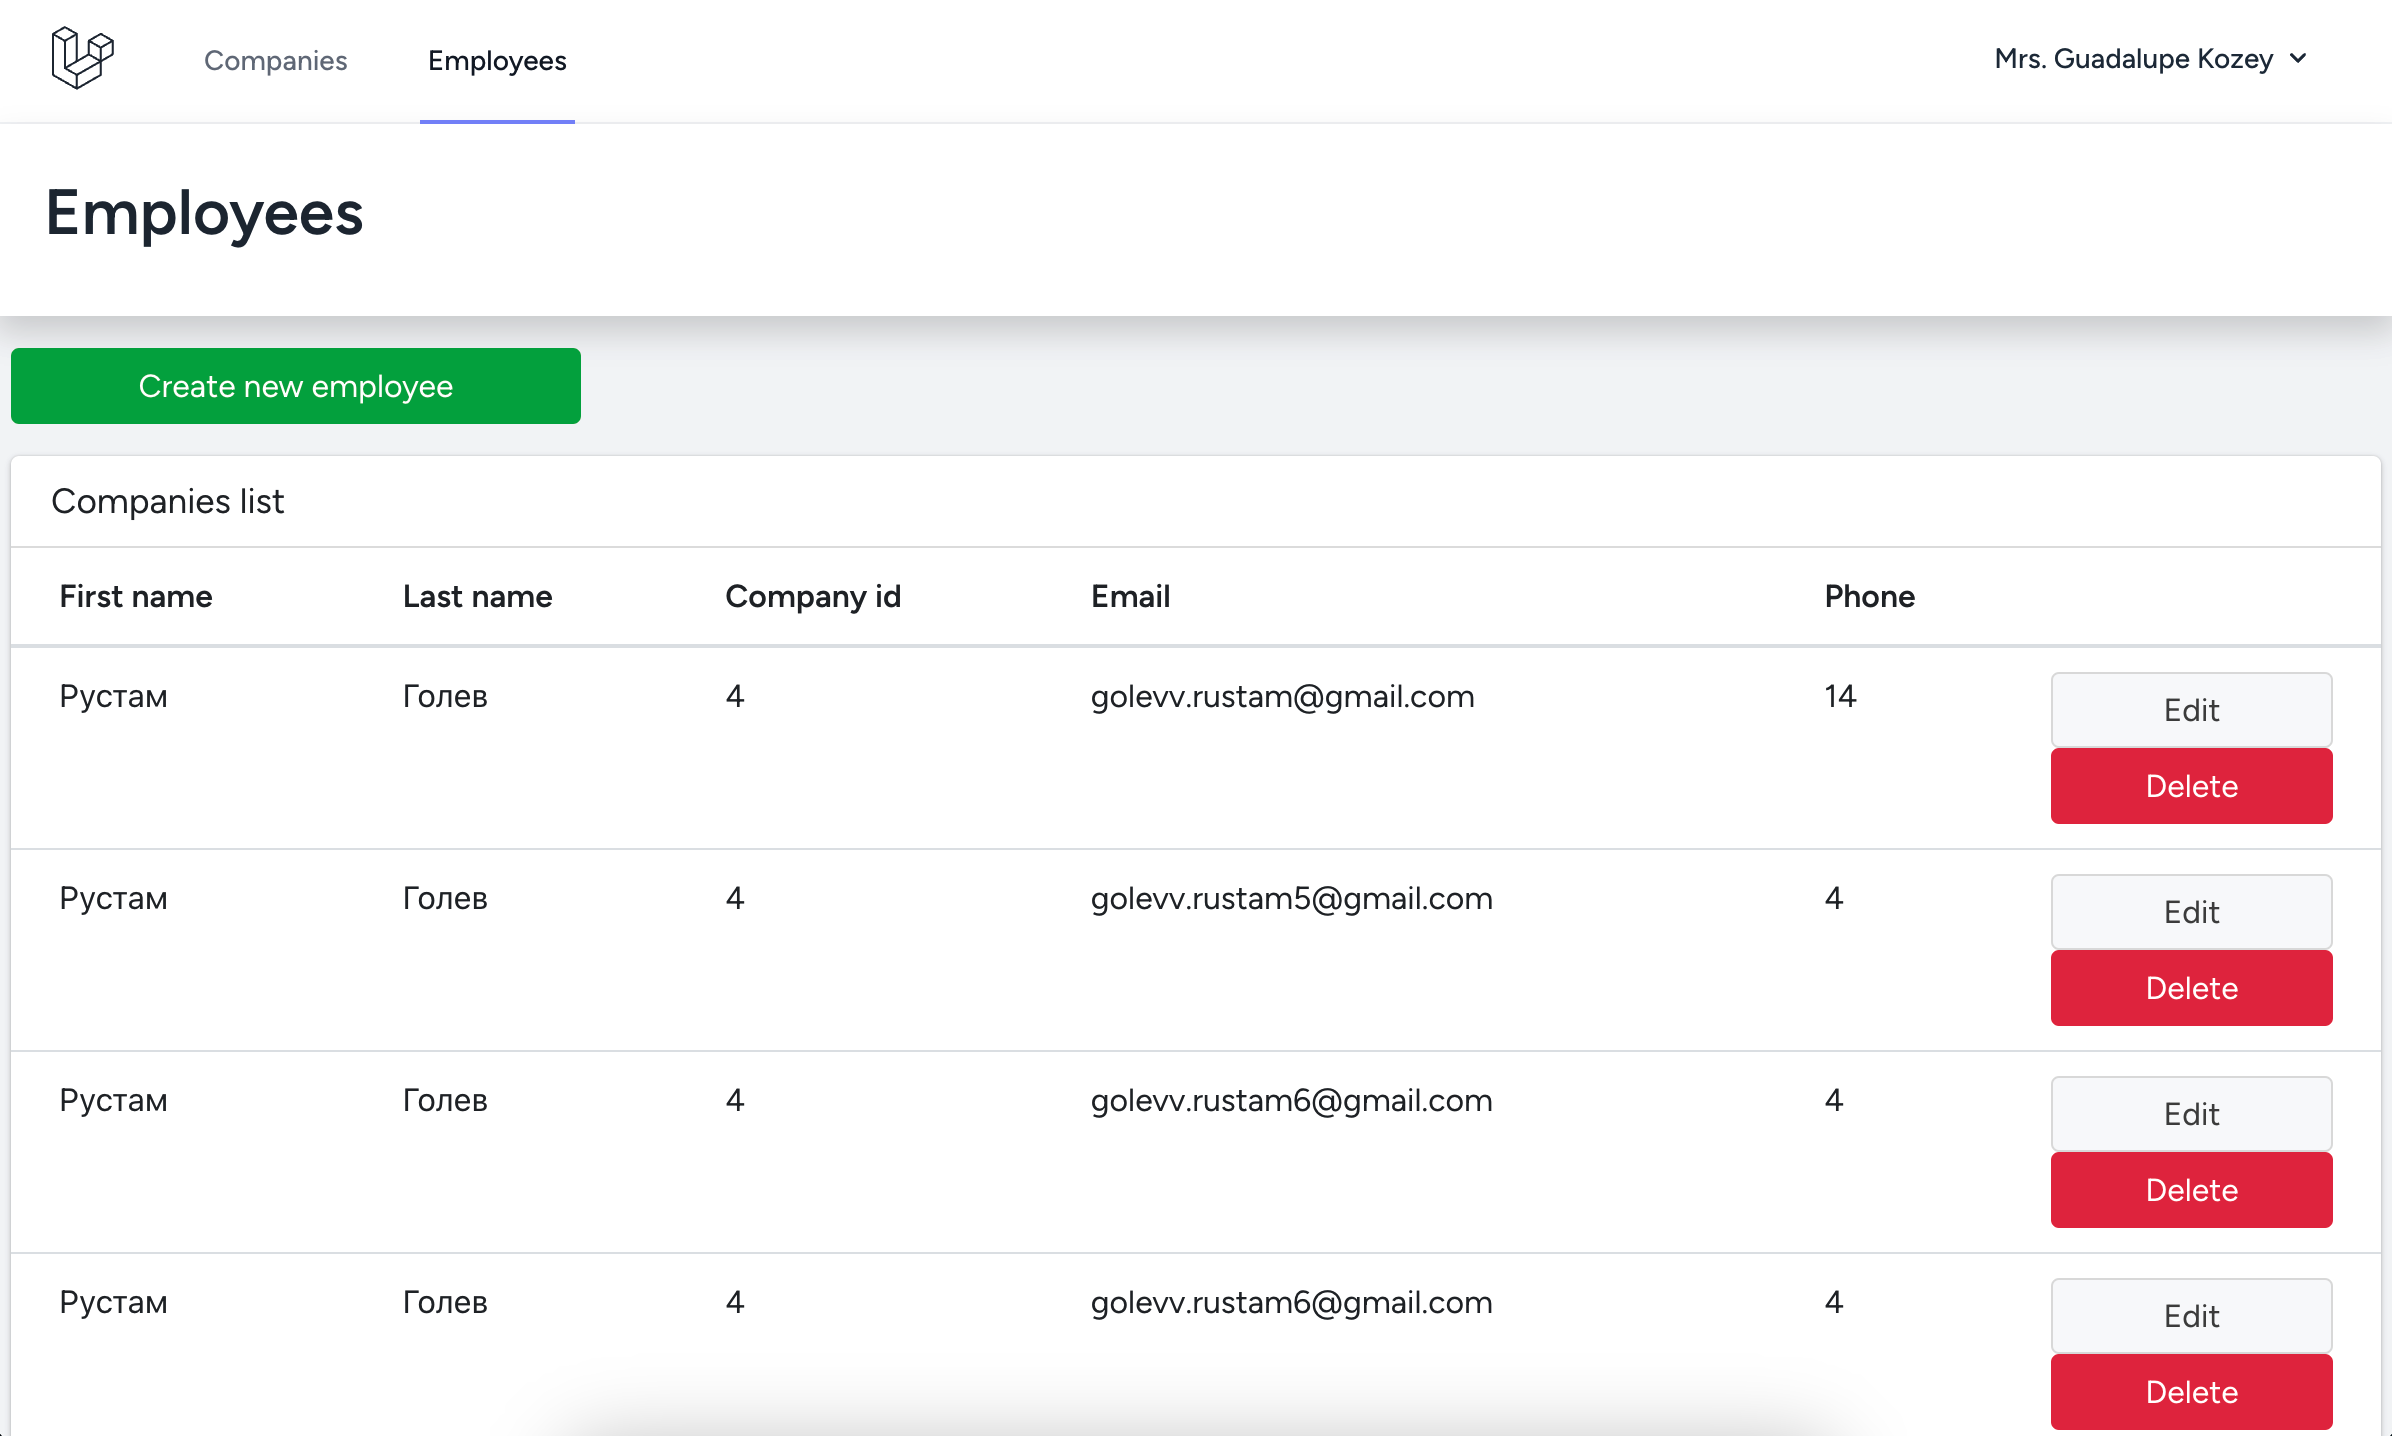 Companies Employees Mrs. Guadalupe Kozey
Employees
Create new employee
Companies list
First name Last name Company id Email Phone
Рустам Голев 4 golevv.rustam@gmail.com 14 Edit
Delete
Рустам Голев 4 golevv.rustam5@gmail.com 4 Edit
Delete
Рустам Голев 4 golevv.rustam6@gmail.com 4 Edit
Delete
Рустам Голев 4 golevv.rustam6@gmail.com 4 Edit
Delete